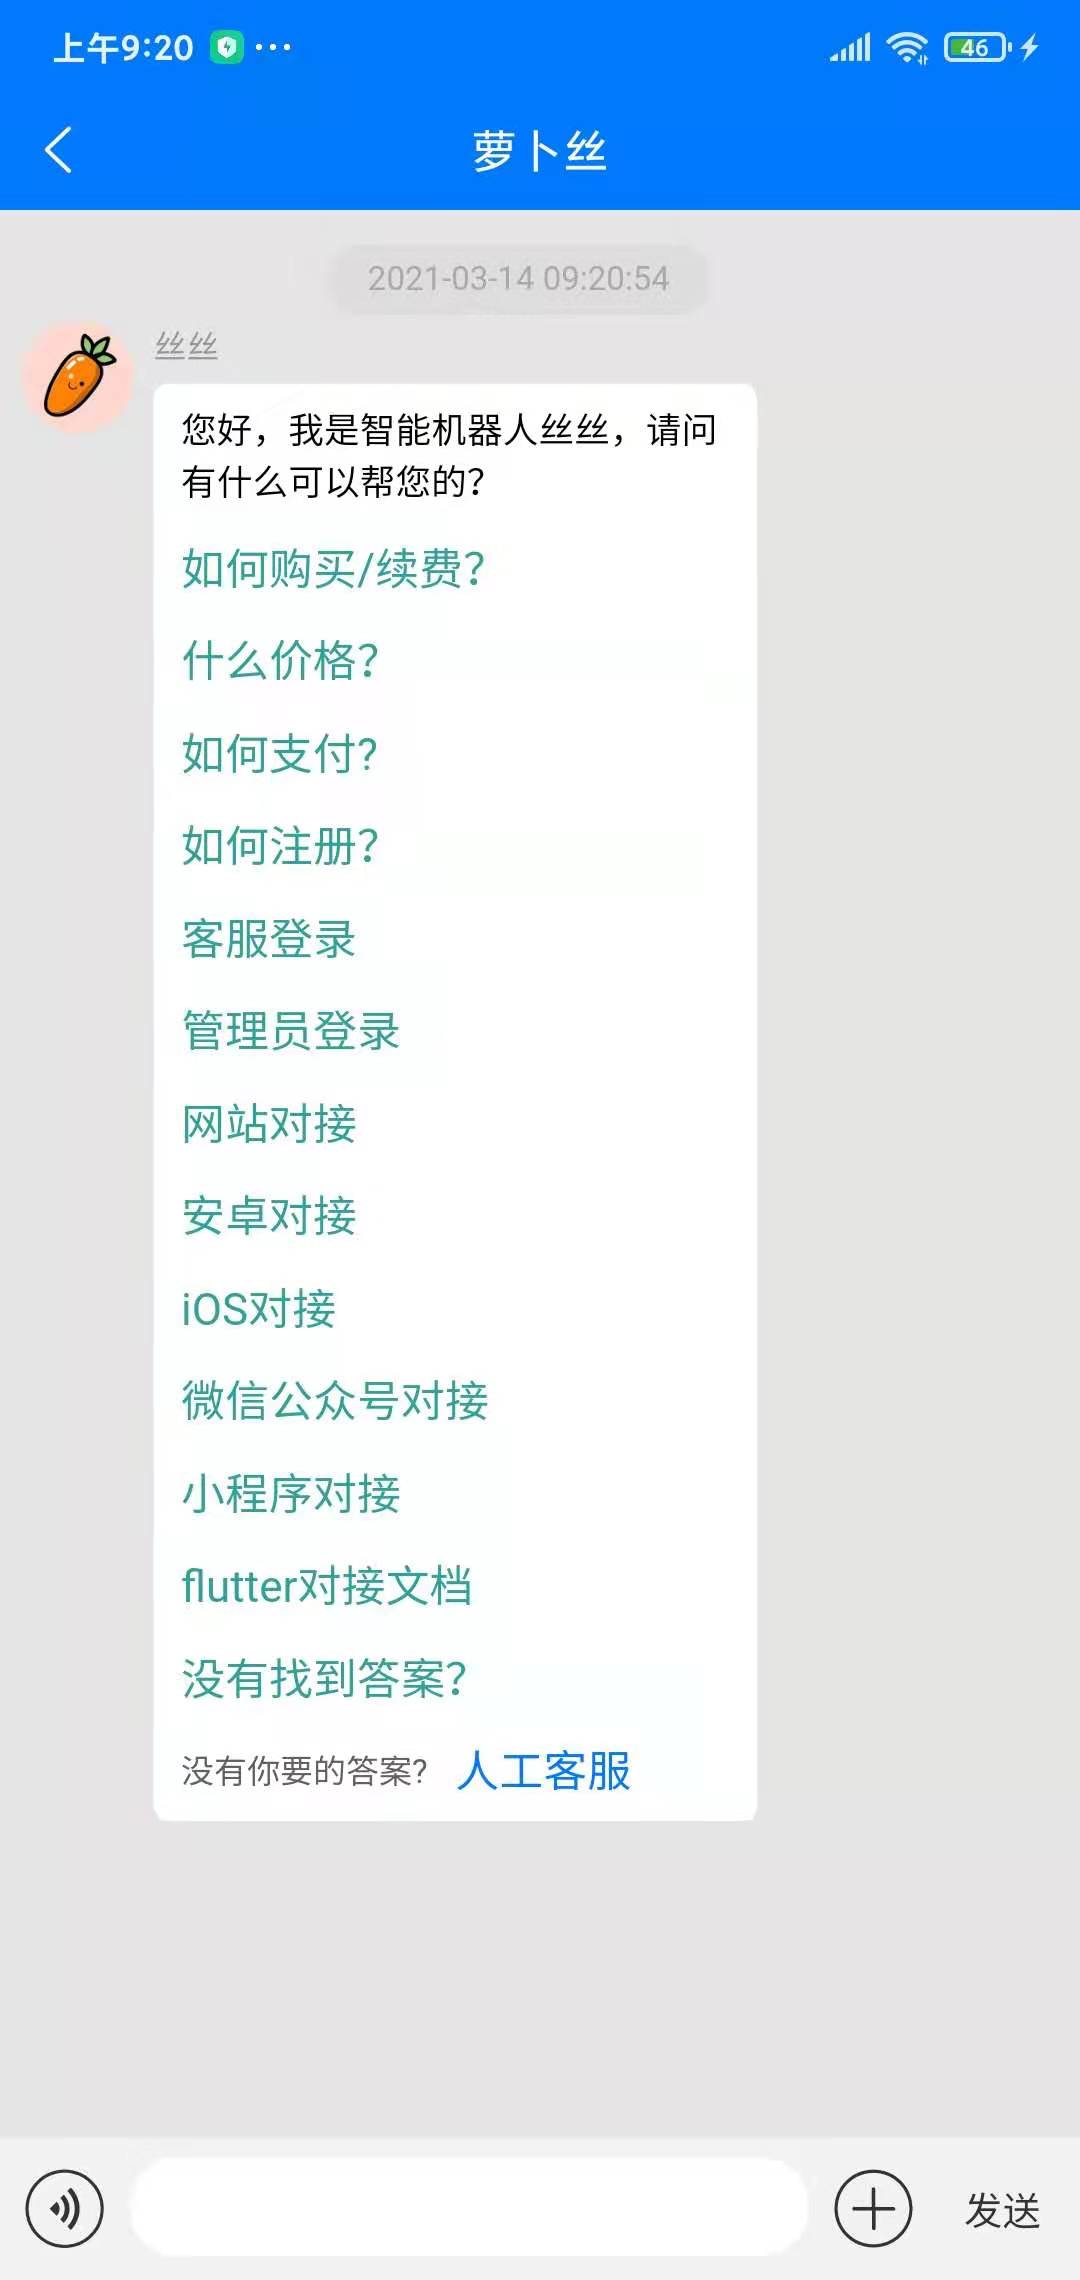 上午9:20
46
萝卜丝
2021-03-14 09:20:54
丝丝
您好，我是智能机器人丝丝，请问
有什么可以帮您的？
如何购买/续费？
什么价格？
如何支付?
如何注册？
客服登录
管理员登录
网站对接
安卓对接
iOS对接
微信公众号对接
小程序对接
flutter对接文档
没有找到答案？
没有你要的答案? 人工客服
发送